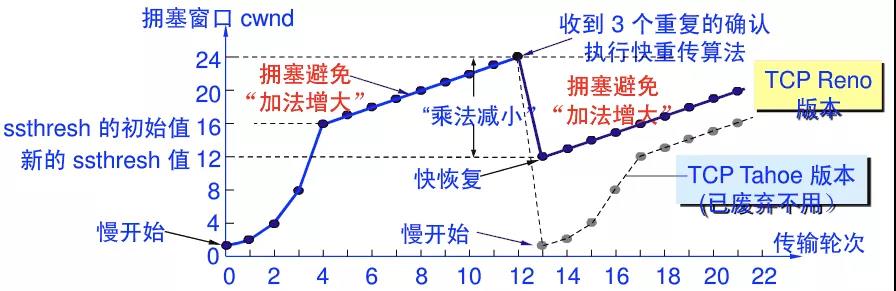 拥塞窗口 cwnd
收到 3 个重复的确认
执行快重传算法
24
拥塞避免
“加法增大”
拥塞避免
“加法增大”
TCP Reno
版本
20
“乘法减小”
ssthresh 的初始值 16
新的 ssthresh 值 12
快恢复
TCP Tahoe 版本
(已废弃不用）
8
4
慢开始
慢开始
0
传输轮次
0 2 4 6 8 10 12 14 16 18 20 22